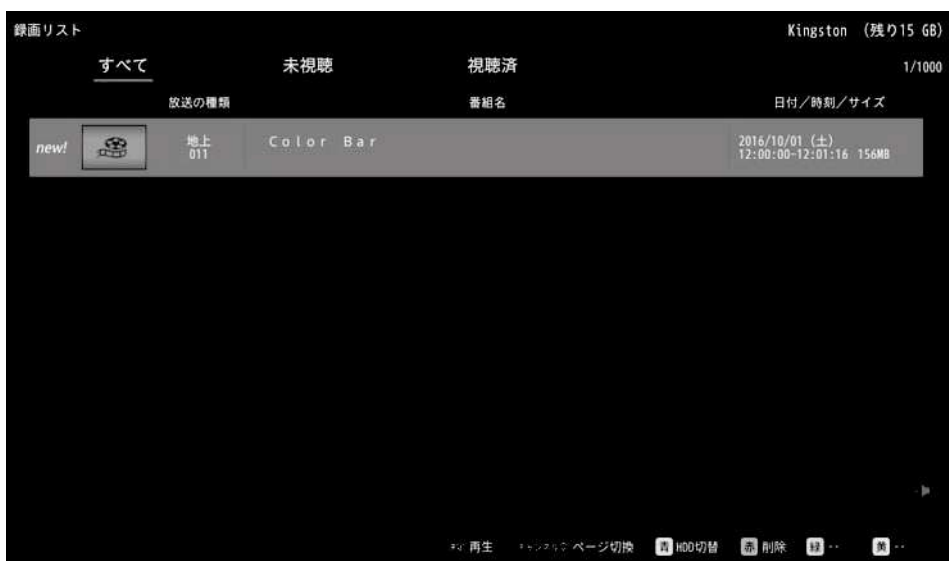 録画リスト
Kingston (残り15 GB)
すべて 未視聴 視聴済
1/1000
放送の種類 番組名 日付／時刻／サイズ
new! 地上 Color Bar 2016/10/01 (土)
011 12:00:00-12:01:16 156MB
再生 ページ切換 青 HDD切替 赤 削除 緑 -- 黄 --